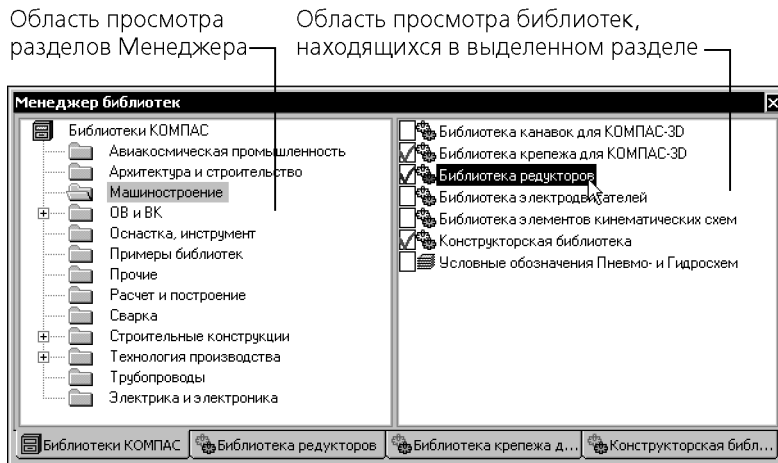 Область просмотра
разделов Менеджера
Область просмотра библиотек,
находящихся в выделенном разделе
Менеджер библиотек
Библиотеки КОМПАС
Авиакосмическая промышленность
Архитектура и строительство
Машиностроение
ОВ и ВК
Оснастка, инструмент
Примеры библиотек
Прочие
Расчет и построение
Сварка
Строительные конструкции
Технология производства
Трубопроводы
Электрика и электроника
Библиотека канавок для КОМПАС-3D
Библиотека крепежа для КОМПАС-3D
Библиотека редукторов
Библиотека электродвигателей
Библиотека элементов кинематических схем
Конструкторская библиотека
Условные обозначения Пневмо- и Гидросхем
Библиотеки КОМПАС
Библиотека редукторов
Библиотека крепежа д...
Конструкторская библ...